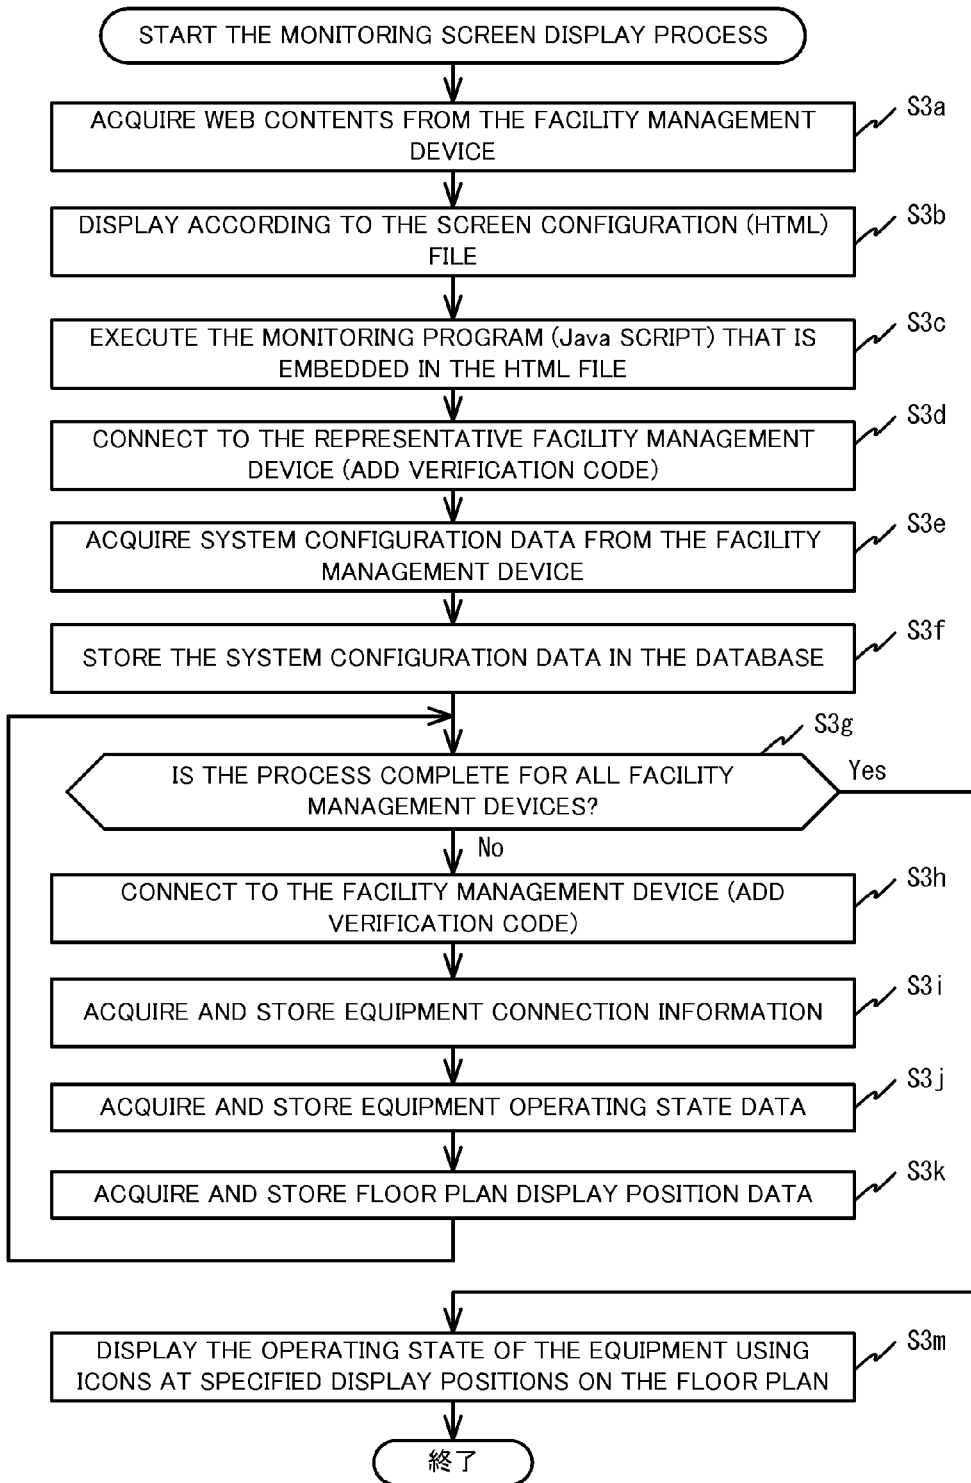 START THE MONITORING SCREEN DISPLAY PROCESS
S3a
ACQUIRE WEB CONTENTS FROM THE FACILITY MANAGEMENT
DEVICE
S3b
DISPLAY ACCORDING TO THE SCREEN CONFIGURATION (HTML)
FILE
S3c
EXECUTE THE MONITORING PROGRAM (Java SCRIPT) THAT IS
EMBEDDED IN THE HTML FILE
S3d
CONNECT TO THE REPRESENTATIVE FACILITY MANAGEMENT
DEVICE (ADD VERIFICATION CODE)
S3e
ACQUIRE SYSTEM CONFIGURATION DATA FROM THE FACILITY
MANAGEMENT DEVICE
S3f
STORE THE SYSTEM CONFIGURATION DATA IN THE DATABASE
S3g
IS THE PROCESS COMPLETE FOR ALL FACILITY
MANAGEMENT DEVICES?
Yes
No
S3h
CONNECT TO THE FACILITY MANAGEMENT DEVICE (ADD
VERIFICATION CODE)
S3i
ACQUIRE AND STORE EQUIPMENT CONNECTION INFORMATION
S3j
ACQUIRE AND STORE EQUIPMENT OPERATING STATE DATA
S3k
ACQUIRE AND STORE FLOOR PLAN DISPLAY POSITION DATA
S3m
DISPLAY THE OPERATING STATE OF THE EQUIPMENT USING
ICONS AT SPECIFIED DISPLAY POSITIONS ON THE FLOOR PLAN
終了